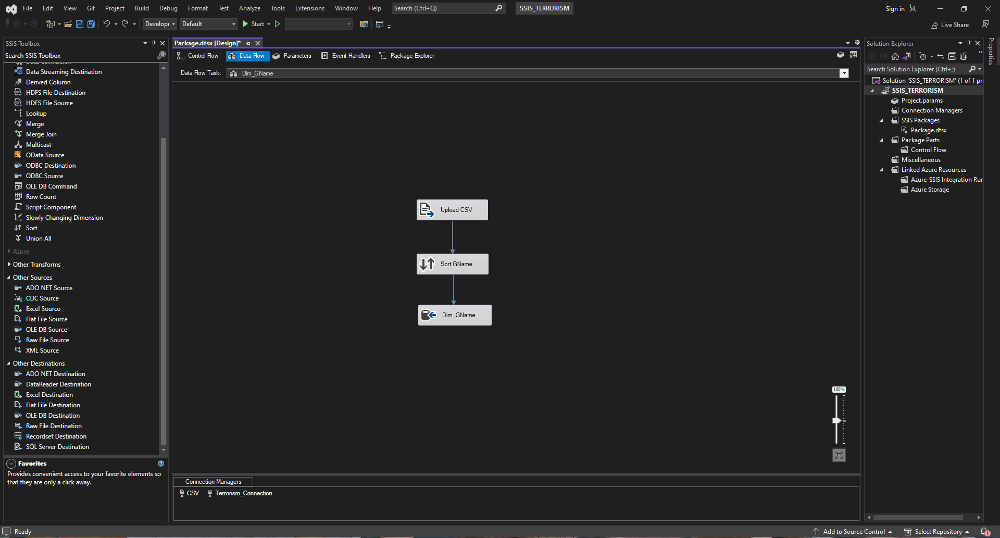 File Edit View Git Project Build Debug Format Test Analyze Tools Extensions Window Help Search (Ctrl+Q) SSIS_TERRORISM Sign in
Developi Default Start Live Share
SSIS Toolbox
Search SSIS Toolbox
Data Streaming Destination
Derived Column
HDFS File Destination
HDFS File Source
Lookup
Merge
Merge Join
Multicast
OData Source
ODBC Destination
ODBC Source
OLE DB Command
Row Count
Script Component
Slowly Changing Dimension
Sort
Union All
Azure
Other Transforms
Other Sources
ADO NET Source
CDC Source
Excel Source
Flat File Source
OLE DB Source
Raw File Source
XML Source
Other Destinations
ADO NET Destination
DataReader Destination
Excel Destination
Flat File Destination
OLE DB Destination
Raw File Destination
Recordset Destination
SQL Server Destination
Favorites
Provides convenient access to your favorite elements so
that they are only a click away.
Package.dtsx [Design]*
Control Flow Data Flow Parameters Event Handlers Package Explorer
Data Flow Task: Dim_GName
Upload CSV
Sort GName
Dim_GName
100%
Connection Managers
CSV Terrorism_Connection
Solution Explorer
Search Solution Explorer (Ctrl+;)
Solution 'SSIS_TERRORISM' (1 of 1 pr
SSIS_TERRORISM
Project.params
Connection Managers
SSIS Packages
Package.dtsx
Package Parts
Control Flow
Miscellaneous
Linked Azure Resources
Azure-SSIS Integration Run
Azure Storage
Properties
Ready Add to Source Control Select Repository 1